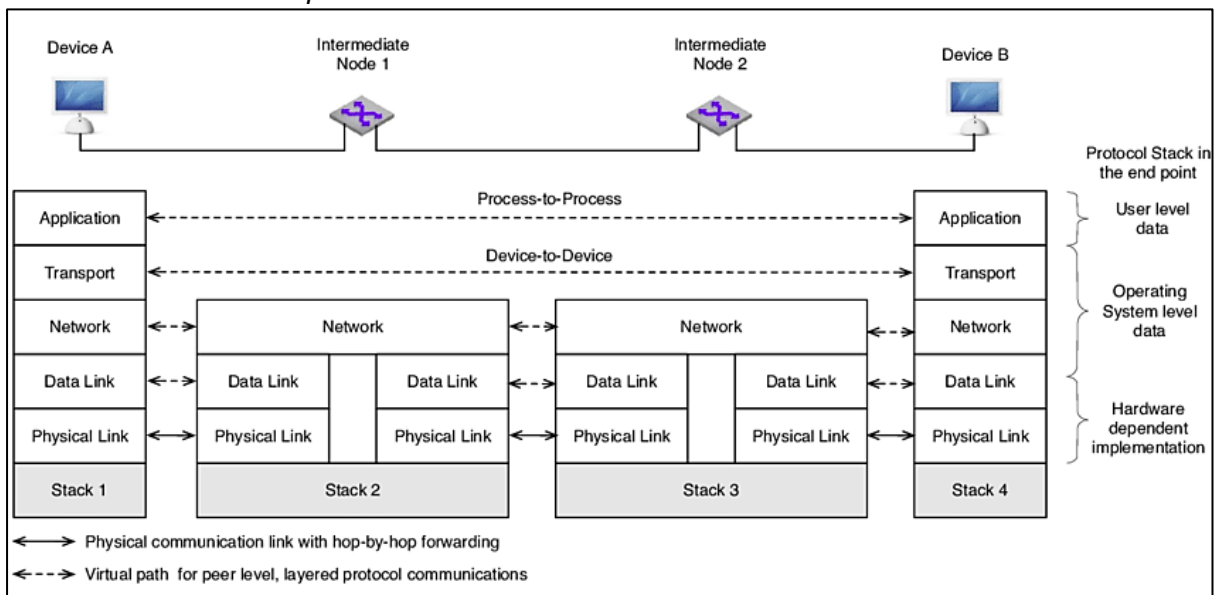 Device A
Intermediate
Node 1
Intermediate
Node 2
Device B
Protocol Stack in
the end point
Application
Process-to-Process
Application
User level
data
Transport
Device-to-Device
Transport
Operating
System level
data
Network
Network
Network
Network
Data Link
Data Link
Data Link
Data Link
Data Link
Data Link
Hardware
dependent
implementation
Physical Link
Physical Link
Physical Link
Physical Link
Physical Link
Physical Link
Stack 1
Stack 2
Stack 3
Stack 4
Physical communication link with hop-by-hop forwarding
Virtual path for peer level, layered protocol communications